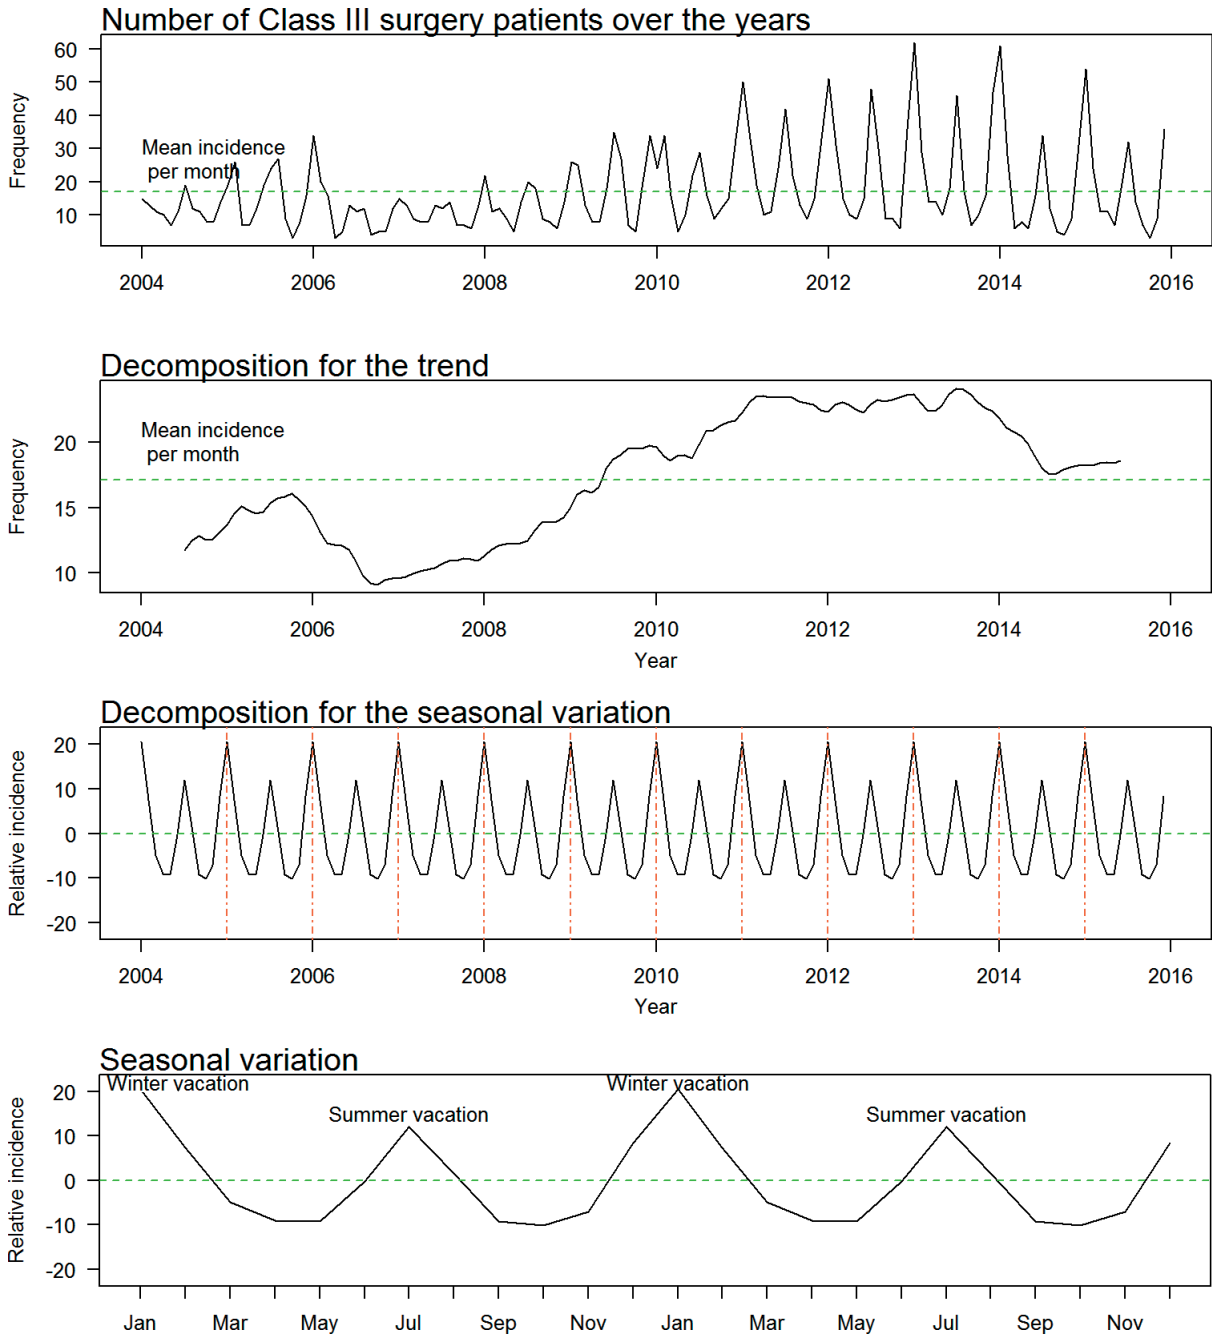 Number of Class III surgery patients over the years
60
50
40
30
20
10
Frequency
Mean incidence
per month
2004 2006 2008 2010 2012 2014 2016
Decomposition for the trend
20
15
10
Frequency
Mean incidence
per month
2004 2006 2008 2010 2012 2014 2016
Year
Decomposition for the seasonal variation
20
10
0
-10
-20
Relative incidence
2004 2006 2008 2010 2012 2014 2016
Year
Seasonal variation
20
10
0
-10
-20
Relative incidence
Winter vacation Winter vacation
Summer vacation Summer vacation
Jan Mar May Jul Sep Nov Jan Mar May Jul Sep Nov